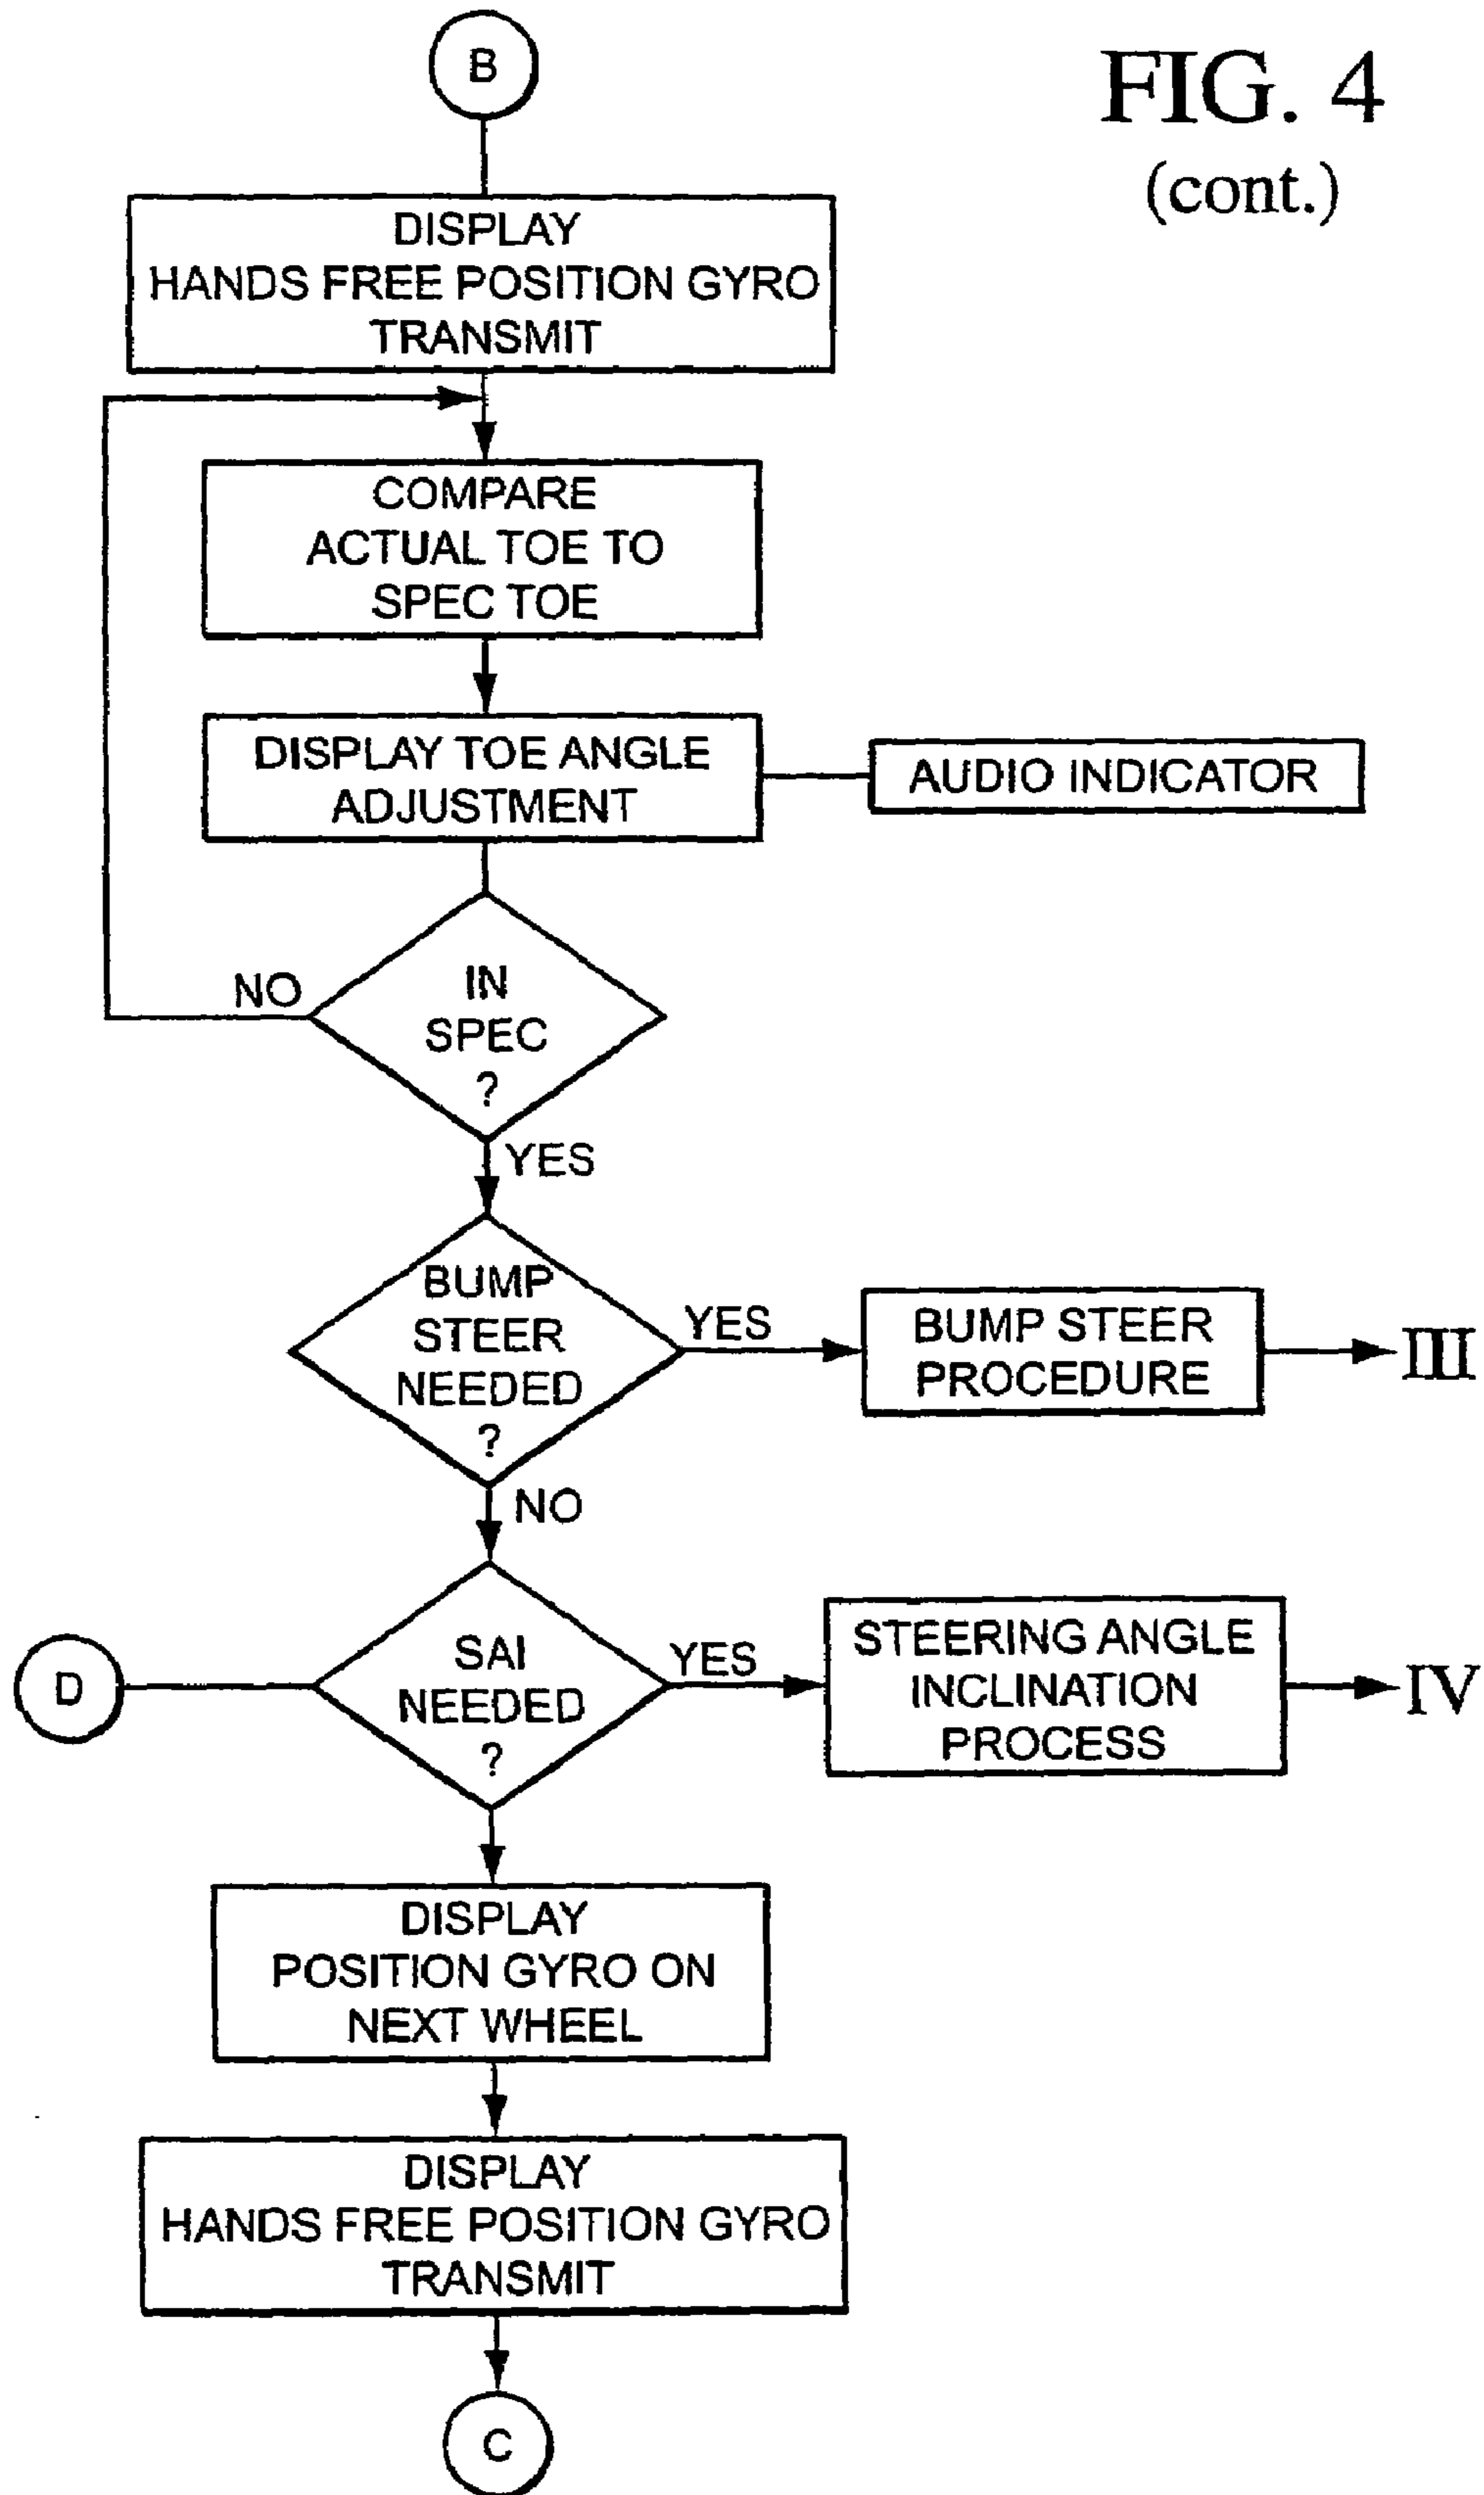 FIG. 4
(cont.)
B
DISPLAY
HANDS FREE POSITION GYRO
TRANSMIT
COMPARE
ACTUAL TOE TO
SPEC TOE
DISPLAY TOE ANGLE
ADJUSTMENT
AUDIO INDICATOR
IN
SPEC
?
NO
YES
BUMP
STEER
NEEDED
?
YES
BUMP STEER
PROCEDURE
III
NO
D
SAI
NEEDED
?
YES
STEERING ANGLE
INCLINATION
PROCESS
IV
DISPLAY
POSITION GYRO ON
NEXT WHEEL
DISPLAY
HANDS FREE POSITION GYRO
TRANSMIT
C